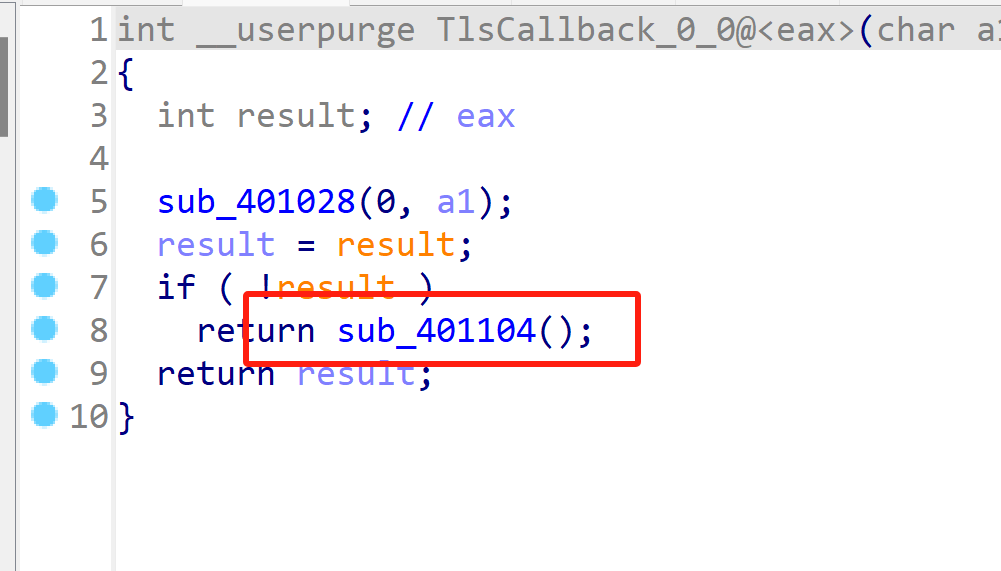 1 int __userpurge TlsCallback_0_0@<eax>(char a1
2 {
3 int result; // eax
4
5 sub_401028(0, a1);
6 result = result;
7 if ( !result )
8 return sub_401104();
9 return result;
10 }